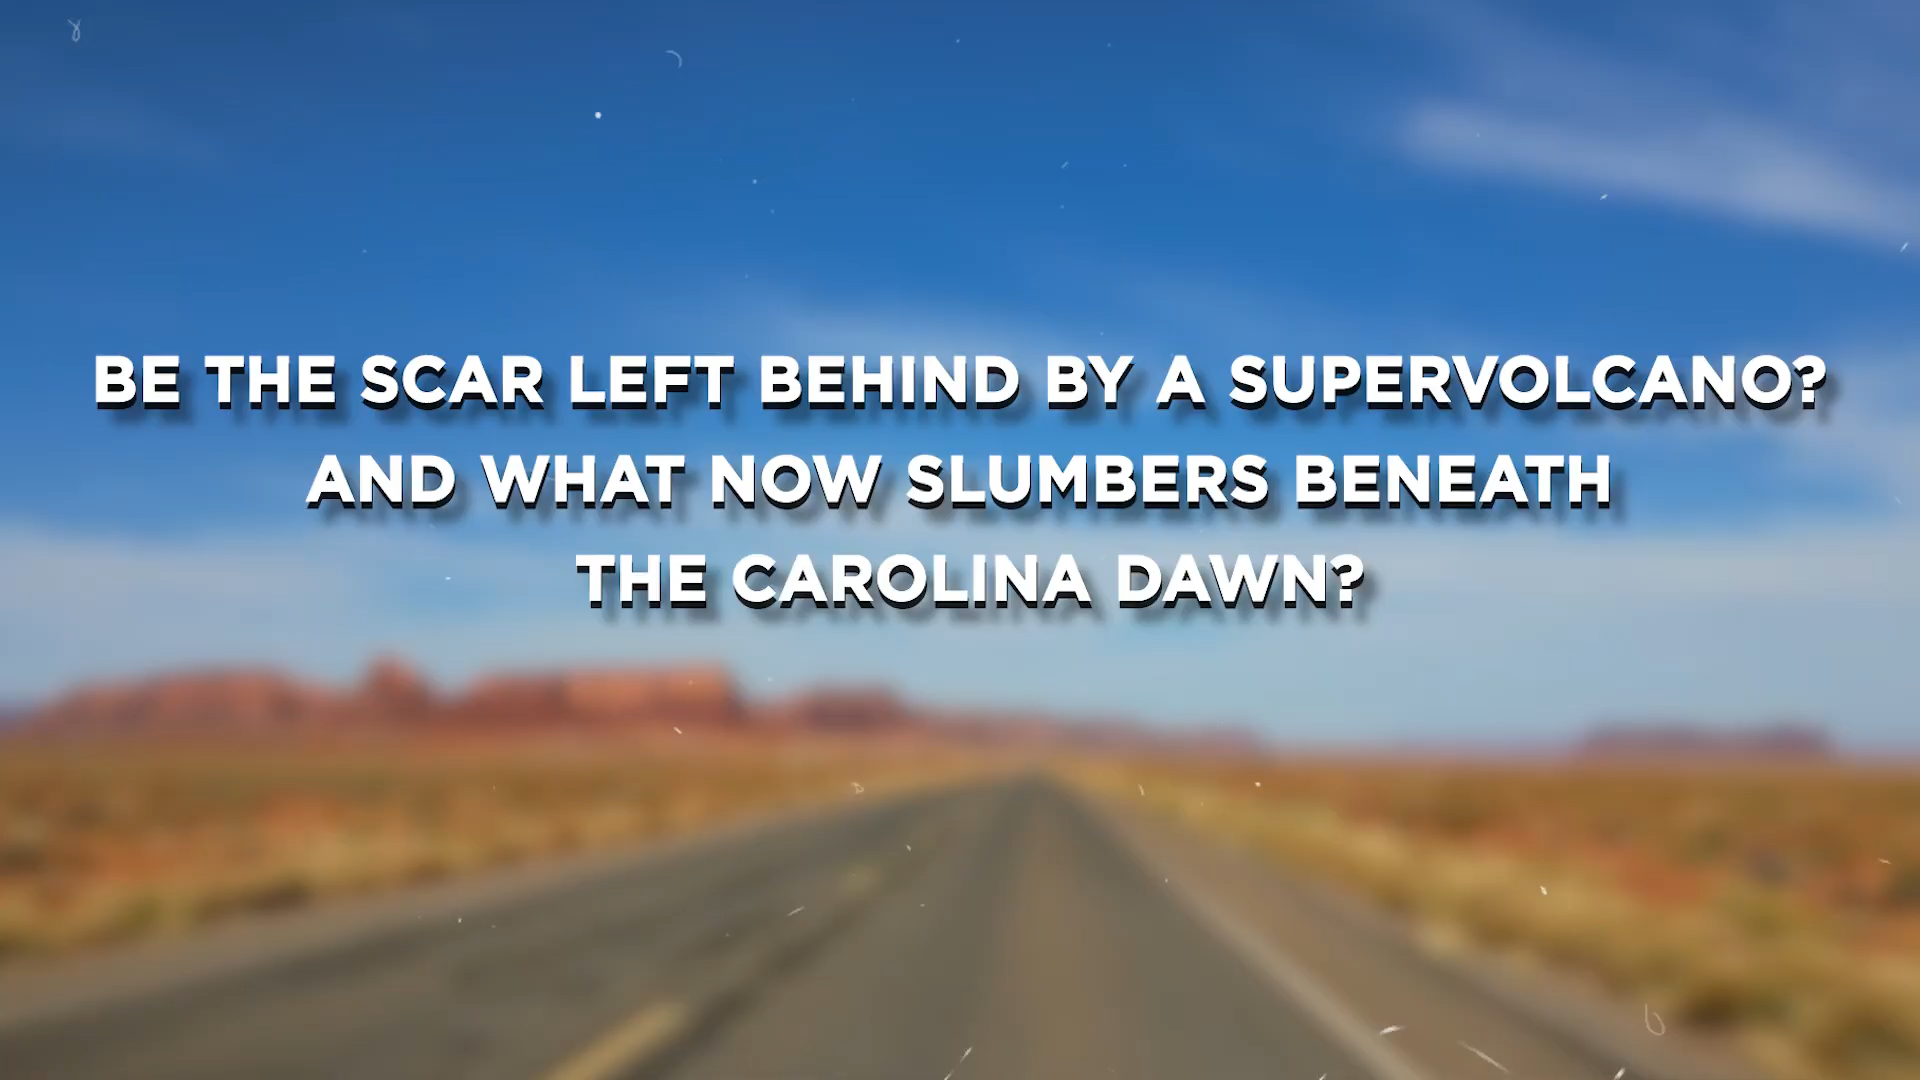 BE THE SCAR LEFT BEHIND BY A SUPERVOLCANO?
AND WHAT NOW SLUMBERS BENEATH
THE CAROLINA DAWN?